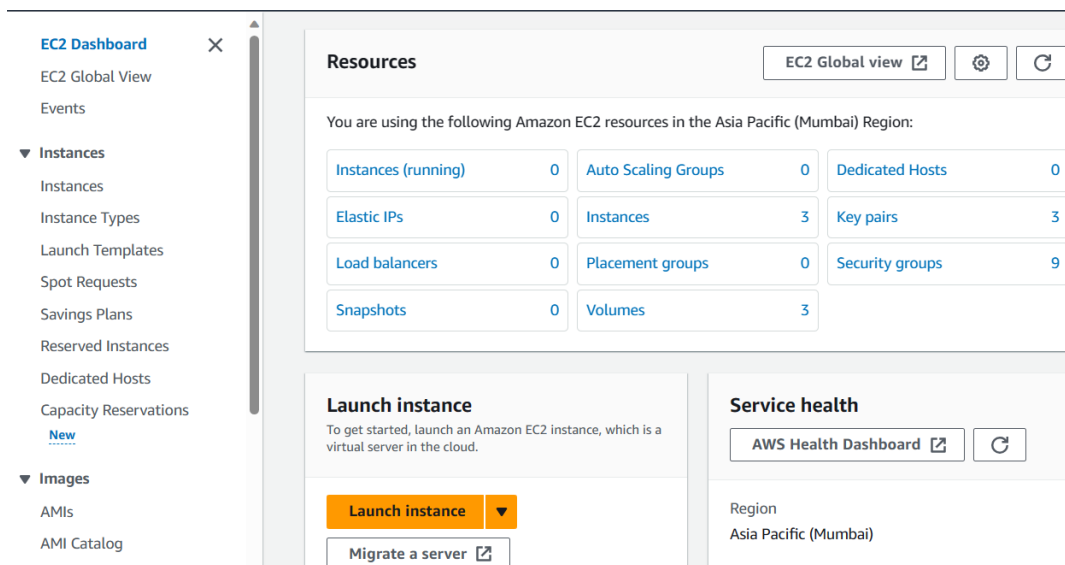 EC2 Dashboard
EC2 Global View
Events
Instances
Instances
Instance Types
Launch Templates
Spot Requests
Savings Plans
Reserved Instances
Dedicated Hosts
Capacity Reservations
New
Images
AMIs
AMI Catalog
Resources
EC2 Global view
You are using the following Amazon EC2 resources in the Asia Pacific (Mumbai) Region:
Instances (running) 0 Auto Scaling Groups 0 Dedicated Hosts 0
Elastic IPs 0 Instances 3 Key pairs 3
Load balancers 0 Placement groups 0 Security groups 9
Snapshots 0 Volumes 3
Launch instance
To get started, launch an Amazon EC2 instance, which is a
virtual server in the cloud.
Launch instance
Migrate a server
Service health
AWS Health Dashboard
Region
Asia Pacific (Mumbai)